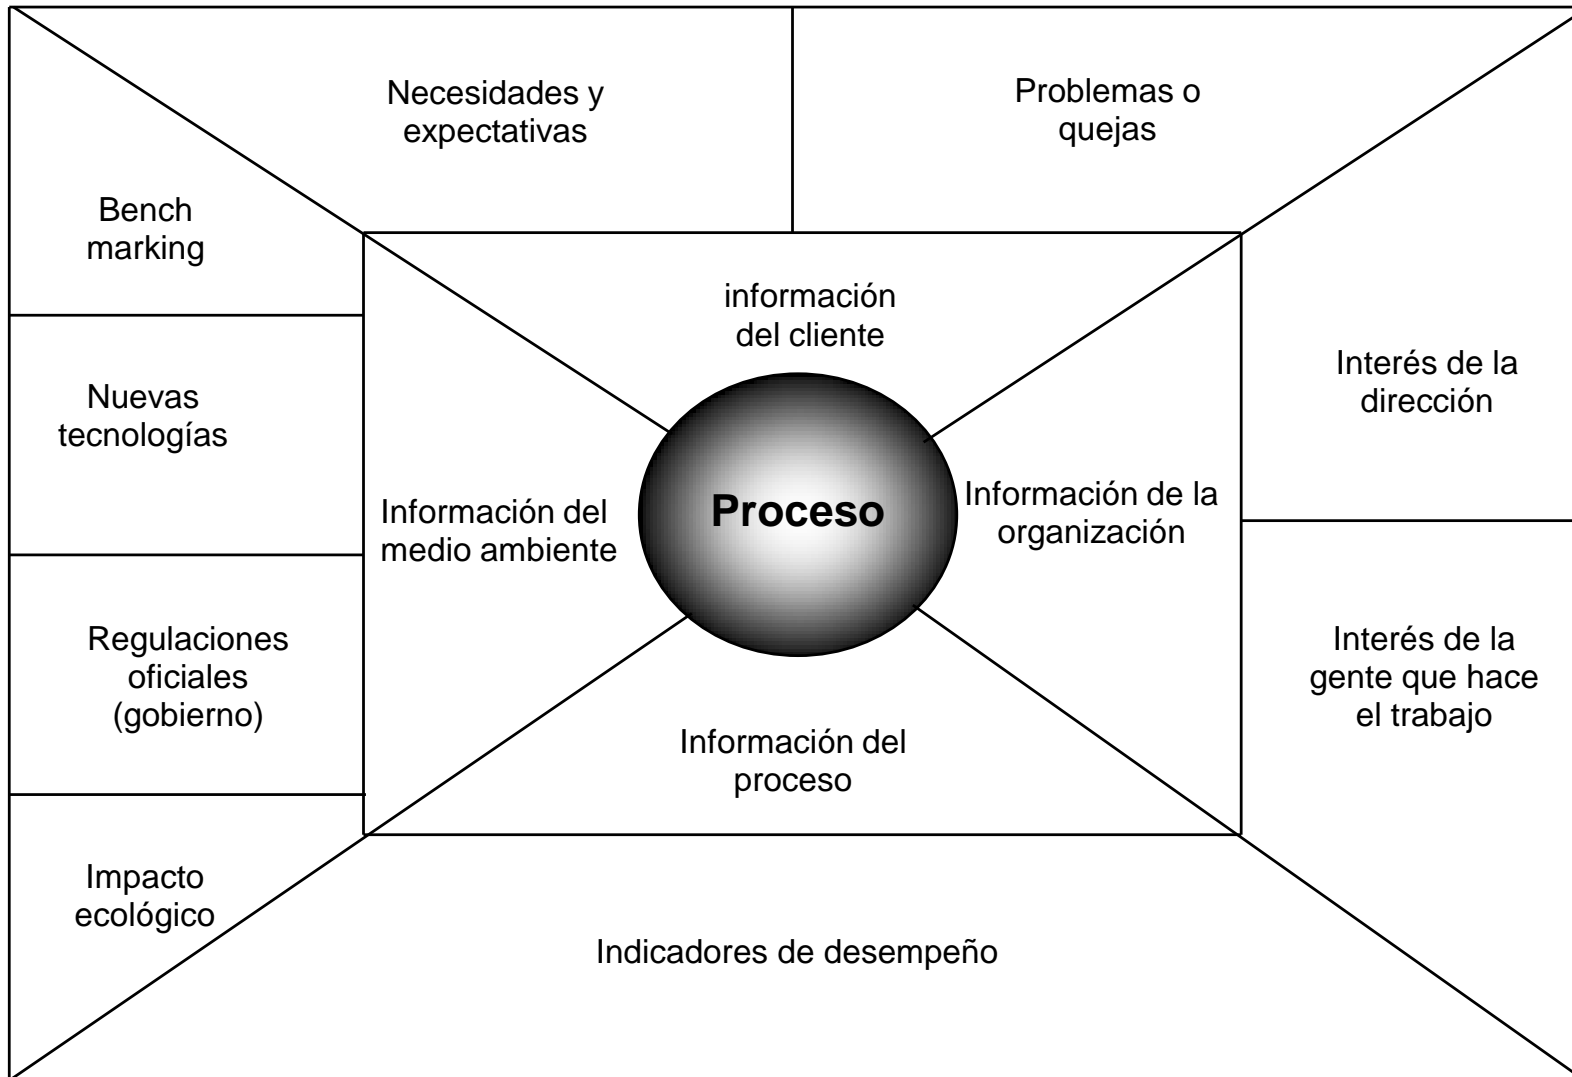 Necesidades y
expectativas
Problemas o
quejas
Bench
marking
información
del cliente
Interés de la
dirección
Nuevas
tecnologías
Información del
medio ambiente
Proceso
Información de la
organización
Regulaciones
oficiales
(gobierno)
Interés de la
gente que hace
el trabajo
Información del
proceso
Impacto
ecológico
Indicadores de desempeño